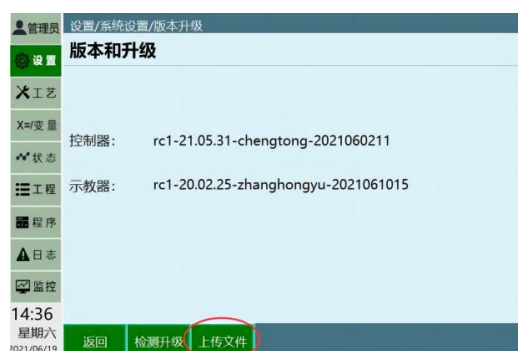 管理员
设置/系统设置/版本升级
设置
版本和升级
工艺
X=/变量
控制器： rc1-21.05.31-chengtong-2021060211
状态
工程
示教器： rc1-20.02.25-zhanghongyu-2021061015
程序
日志
监控
14:36
星期六
2021/06/19
返回 检测升级 上传文件